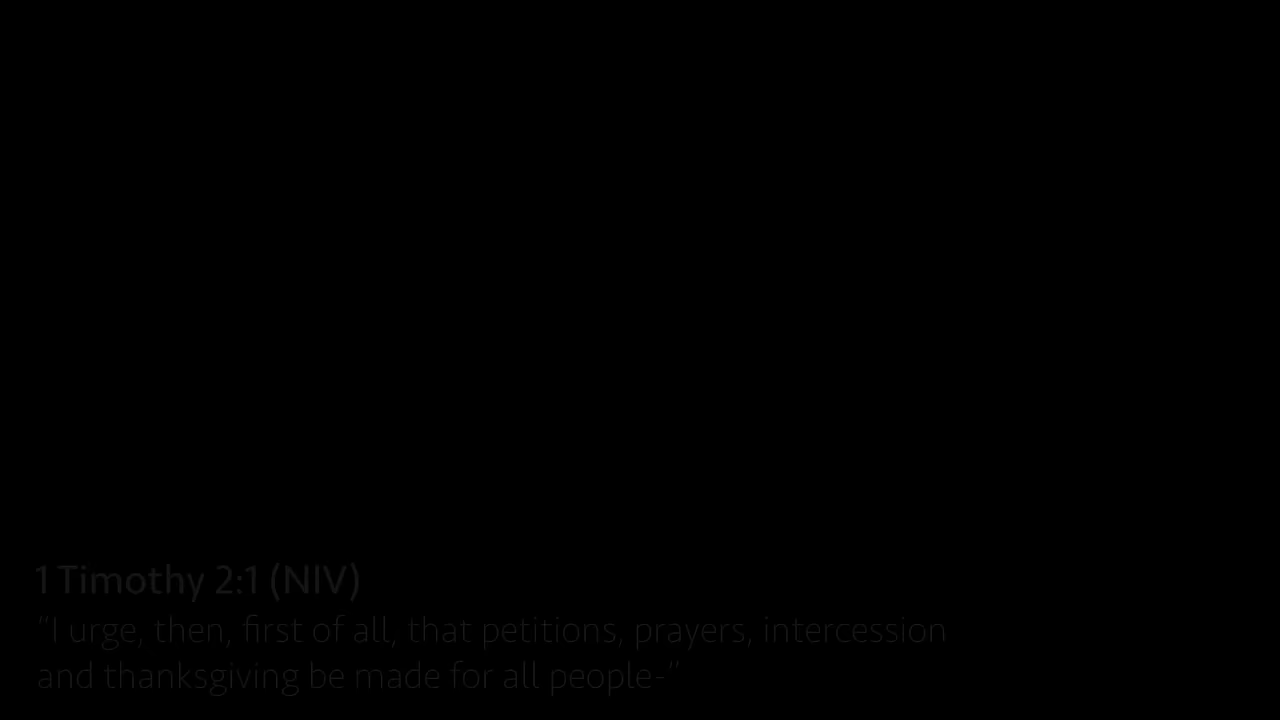 1 Timothy 2:1 (NIV)
“I urge, then, first of all, that petitions, prayers, intercession
and thanksgiving be made for all people-”